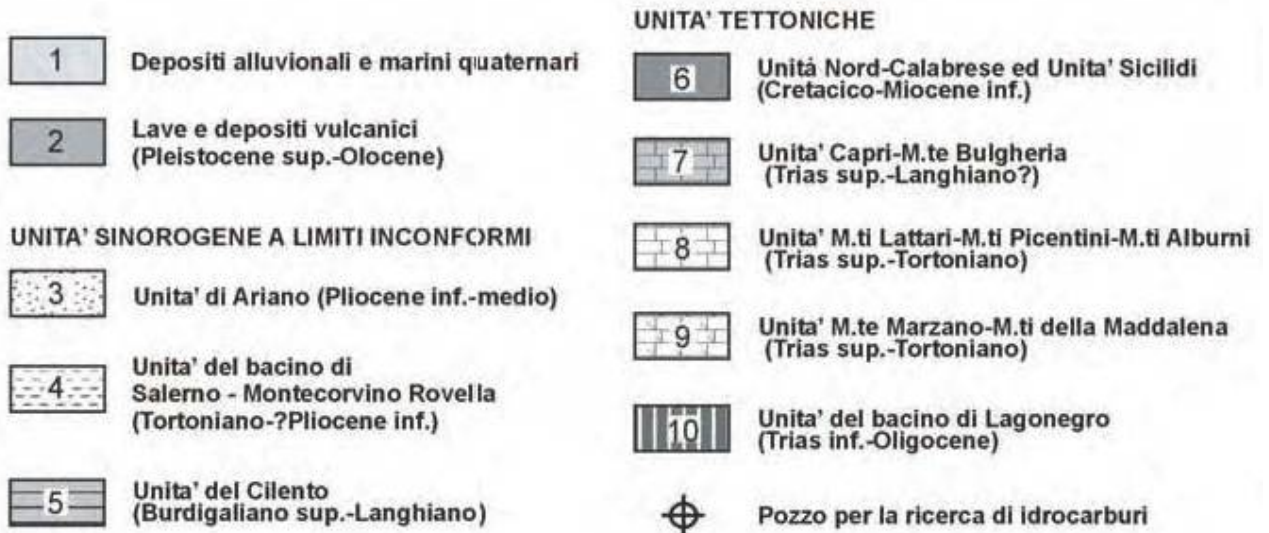 1
Depositi alluvionali e marini quaternari
2
Lave e depositi vulcanici
(Pleistocene sup.-Olocene)
UNITA' SINOROGENE A LIMITI INCONFORMI
3
Unita' di Ariano (Pliocene inf.-medio)
4
Unita' del bacino di
Salerno - Montecorvino Rovella
(Tortoniano-?Pliocene inf.)
5
Unita' del Cilento
(Burdigaliano sup.-Langhiano)
UNITA' TETTONICHE
6
Unitá Nord-Calabrese ed Unita' Sicilidi
(Cretacico-Miocene inf.)
7
Unita' Capri-M.te Bulgheria
(Trias sup.-Langhiano?)
8
Unita' M.ti Lattari-M.ti Picentini-M.ti Alburni
(Trias sup.-Tortoniano)
9
Unita' M.te Marzano-M.ti della Maddalena
(Trias sup.-Tortoniano)
10
Unita' del bacino di Lagonegro
(Trias inf.-Oligocene)
Pozzo per la ricerca di idrocarburi